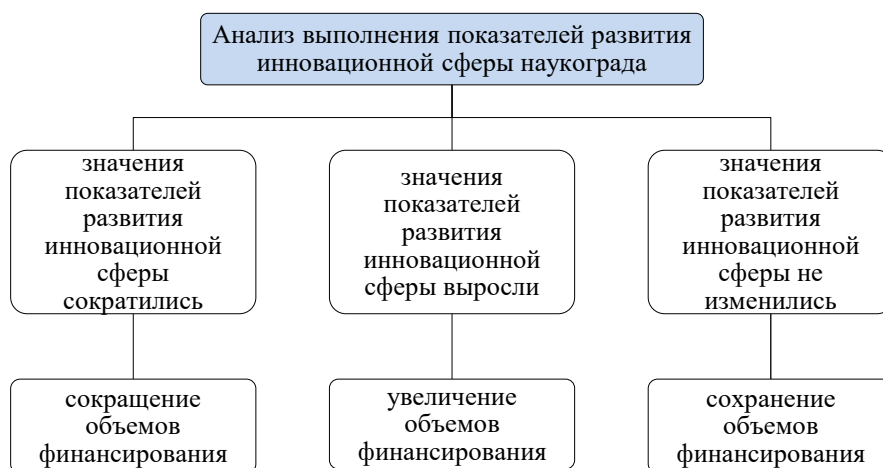 Анализ выполнения показателей развития
инновационной сферы наукограда
значения
показателей
развития
инновационной
сферы
сократились
значения
показателей
развития
инновационной
сферы выросли
значения
показателей
развития
инновационной
сферы не
изменились
сокращение
объемов
финансирования
увеличение
объемов
финансирования
сохранение
объемов
финансирования